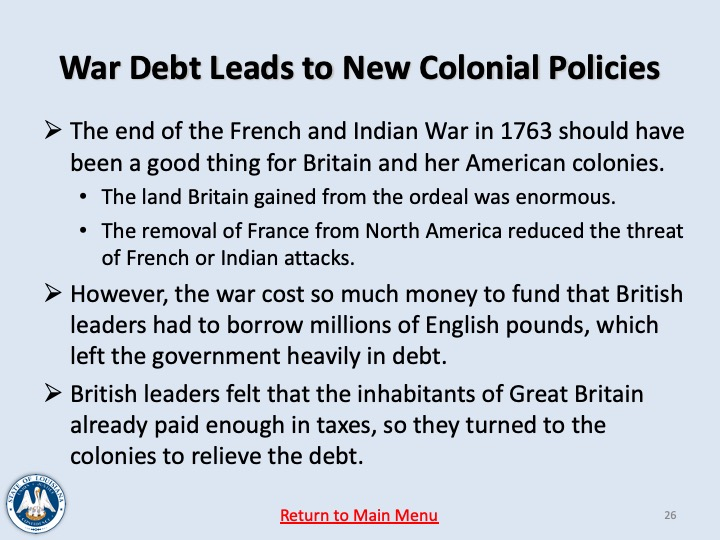 War Debt Leads to New Colonial Policies
➢ The end of the French and Indian War in 1763 should have
been a good thing for Britain and her American colonies.
• The land Britain gained from the ordeal was enormous.
• The removal of France from North America reduced the threat
of French or Indian attacks.
➢ However, the war cost so much money to fund that British
leaders had to borrow millions of English pounds, which
left the government heavily in debt.
➢ British leaders felt that the inhabitants of Great Britain
already paid enough in taxes, so they turned to the
colonies to relieve the debt.
STATE OF LOUISIANA
CONFIDENCE
Return to Main Menu
26